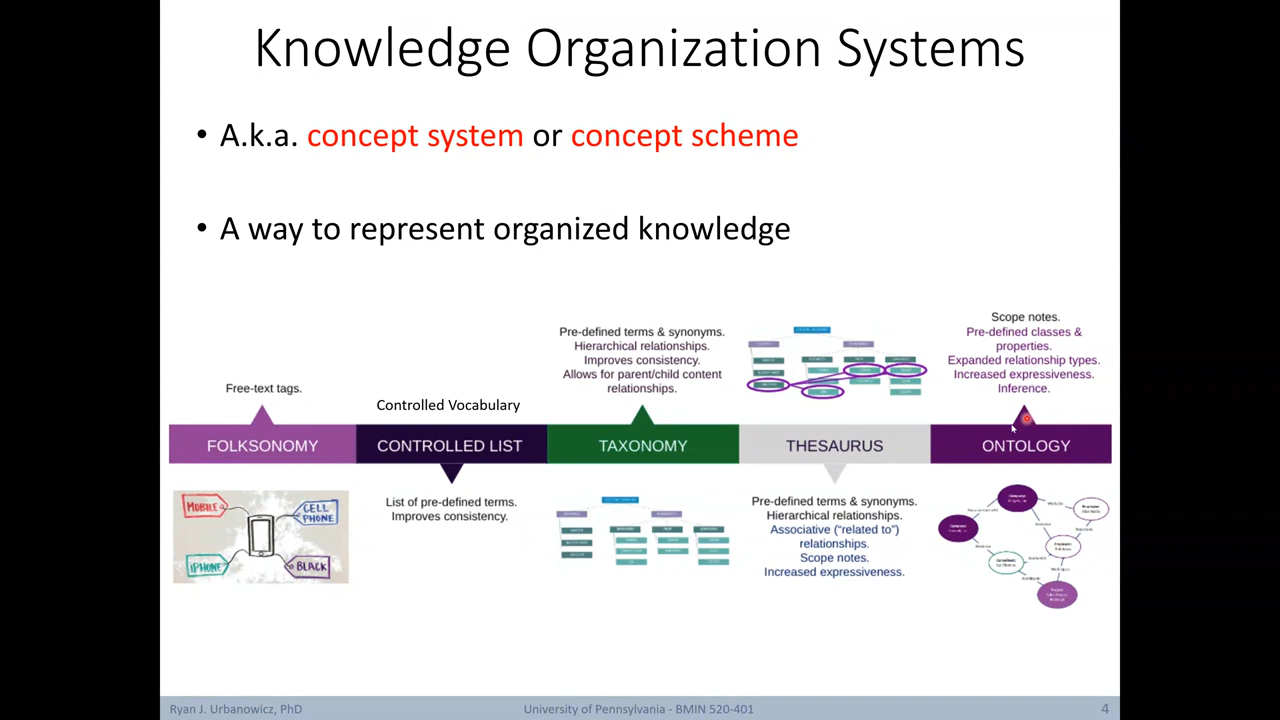 Knowledge Organization Systems
• A.k.a. concept system or concept scheme
• A way to represent organized knowledge
Free-text tags.
FOLKSONOMY
MOBILE
CELL
PHONE
IPHONE
BLACK
Controlled Vocabulary
CONTROLLED LIST
List of pre-defined terms.
Improves consistency.
Pre-defined terms & synonyms.
Hierarchical relationships.
Improves consistency.
Allows for parent/child content
relationships.
TAXONOMY
THESAURUS
Pre-defined terms & synonyms.
Hierarchical relationships.
Associative (“related to”)
relationships.
Scope notes.
Increased expressiveness.
Scope notes.
Pre-defined classes &
properties.
Expanded relationship types.
Increased expressiveness.
Inference.
ONTOLOGY
Ryan J. Urbanowicz, PhD
University of Pennsylvania - BMIN 520-401
4